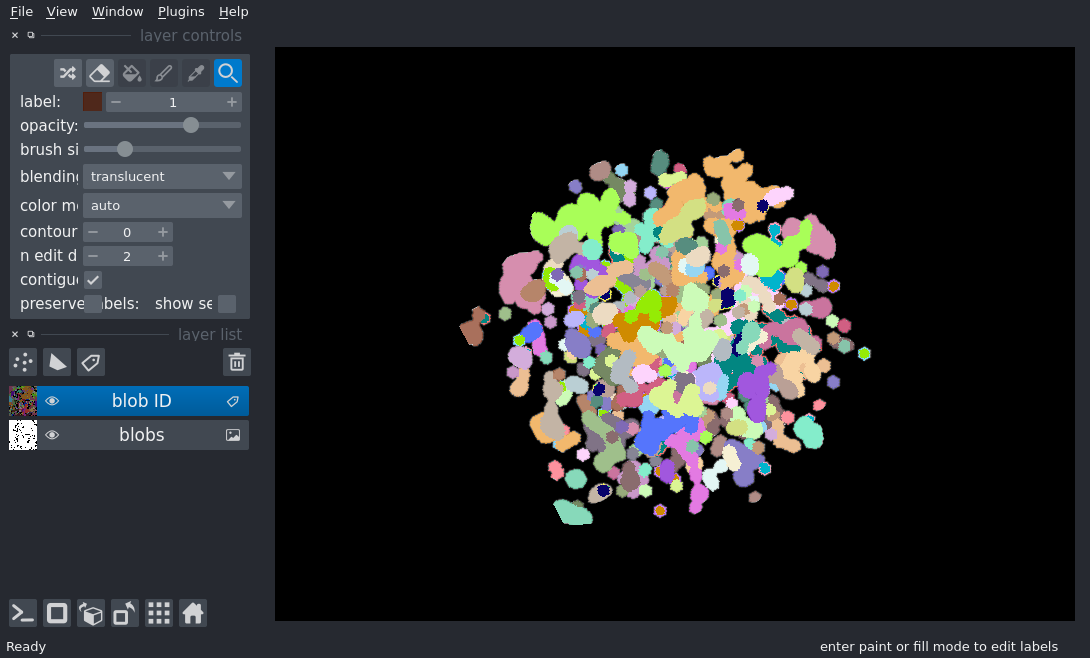 File View Window Plugins Help
layer controls
label: 1
opacity:
brush si
blending translucent
color m auto
contour 0
n edit d 2
contigu
preserve abels: show se
layer list
blob ID
blobs
Ready enter paint or fill mode to edit labels